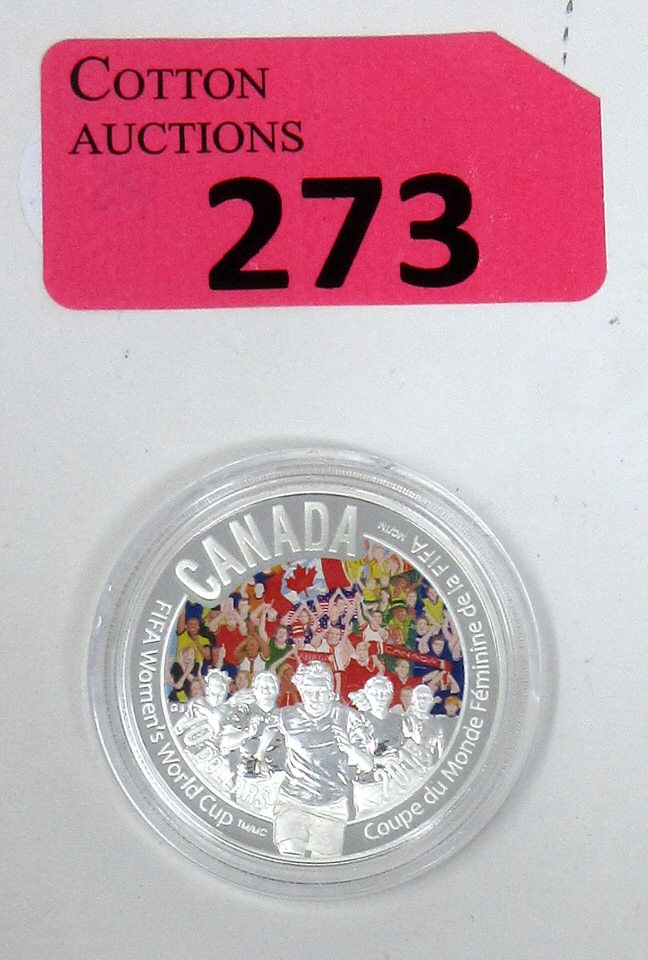 COTTON
AUCTIONS
273
CANADA
FIFA Women's World Cup TM/MC
Coupe du Monde Féminine de la FIFA MC/TM
10 DOLLARS
2015
CANADA